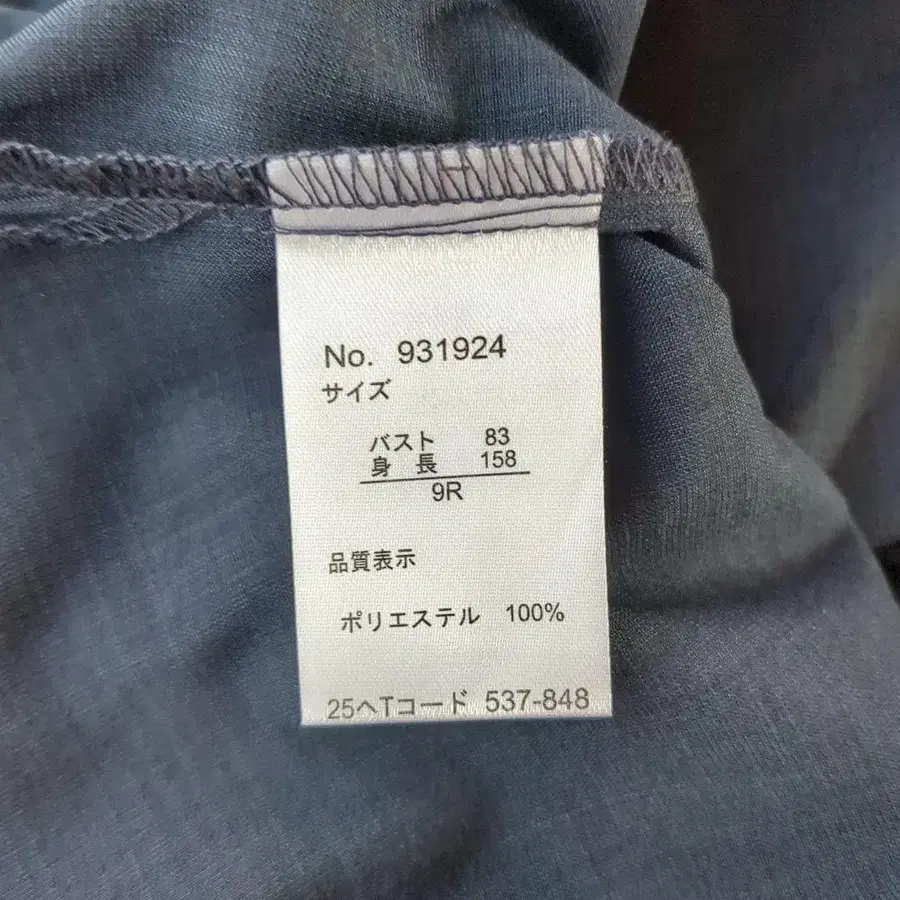 No. 931924
サイズ
バスト 83
身長 158
9R
品質表示
ポリエステル 100%
25ヘTコード 537-848